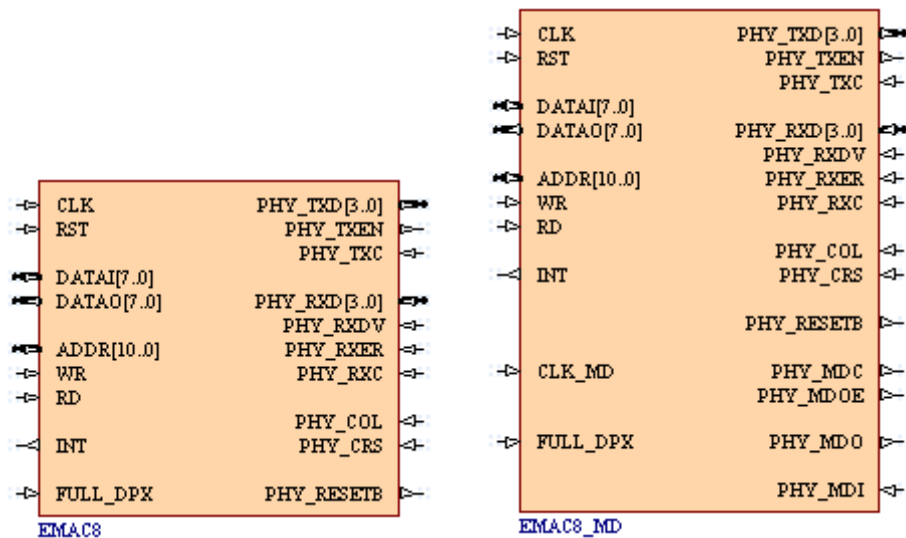 CLK PHY_TXD[3..0]
RST PHY_TXEN
PHY_TXC
DATAI[7..0]
DATAO[7..0] PHY_RXD[3..0]
PHY_RXDV
ADDR[10..0] PHY_RXER
WR PHY_RXC
RD
PHY_COL
INT PHY_CRS
FULL_DPX PHY_RESETB
EMAC8
CLK PHY_TXD[3..0]
RST PHY_TXEN
PHY_TXC
DATAI[7..0]
DATAO[7..0] PHY_RXD[3..0]
PHY_RXDV
ADDR[10..0] PHY_RXER
WR PHY_RXC
RD
PHY_COL
INT PHY_CRS
PHY_RESETB
CLK_MD PHY_MDC
PHY_MDOE
FULL_DPX PHY_MDO
PHY_MDI
EMAC8_MD